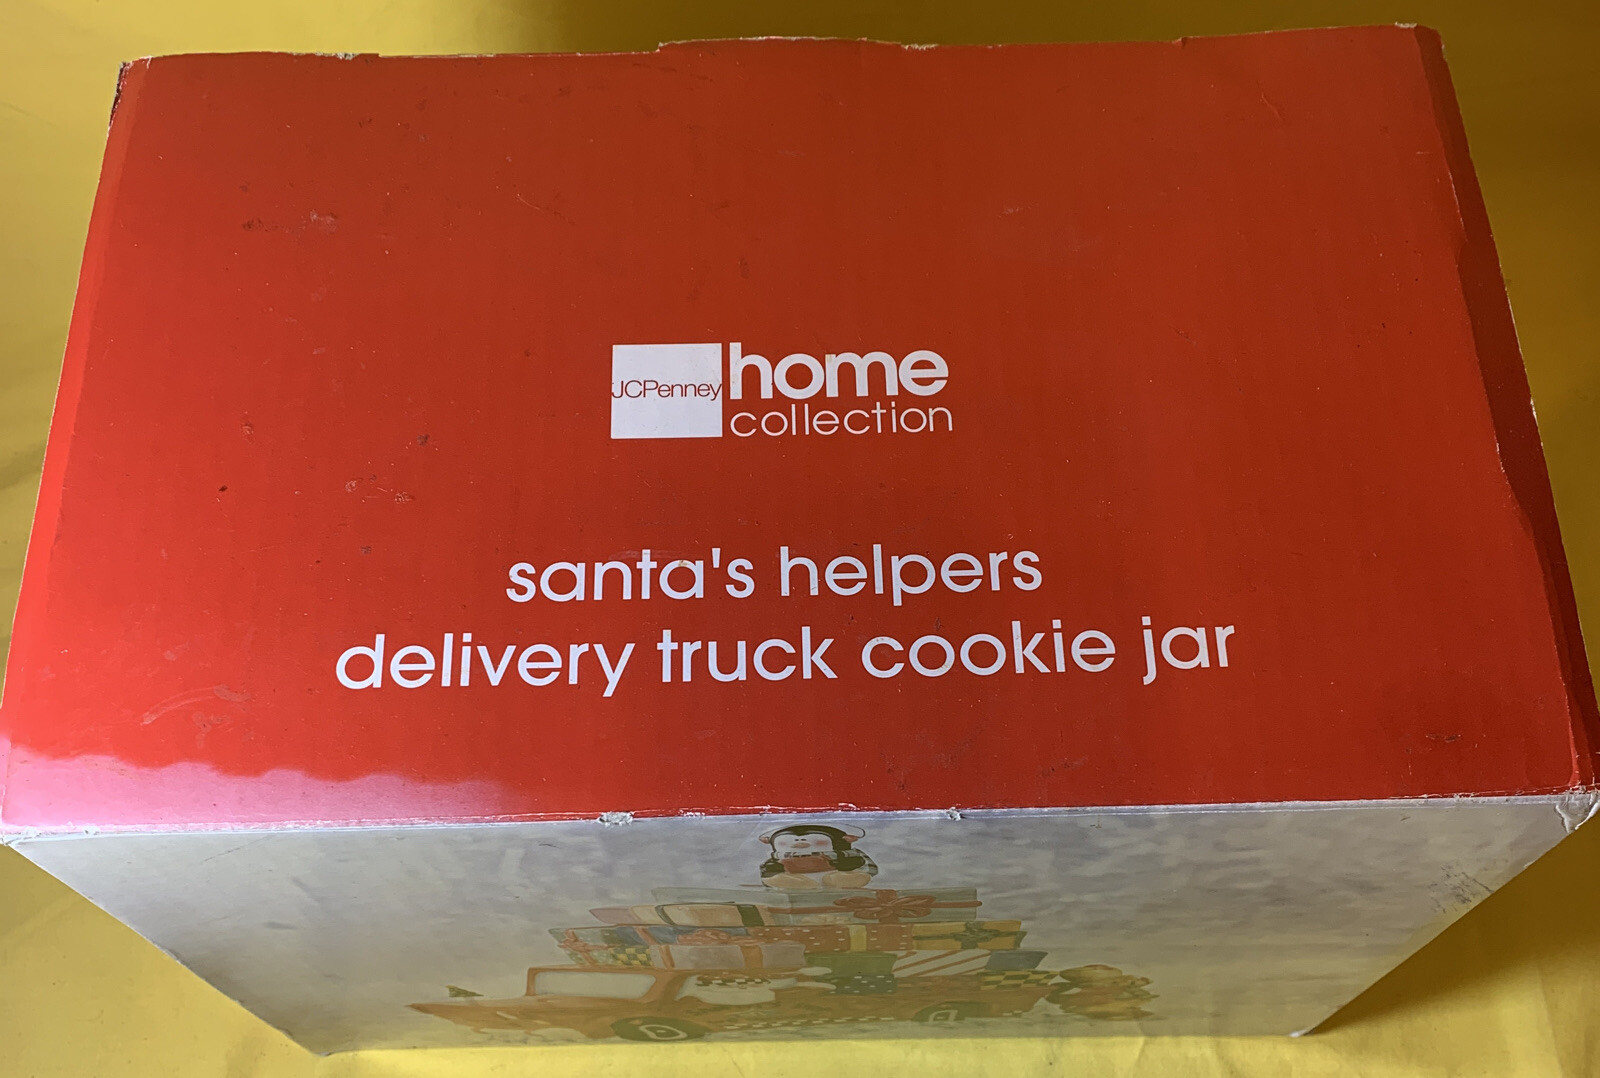 JCPenney
home
collection
santa's helpers
delivery truck cookie jar